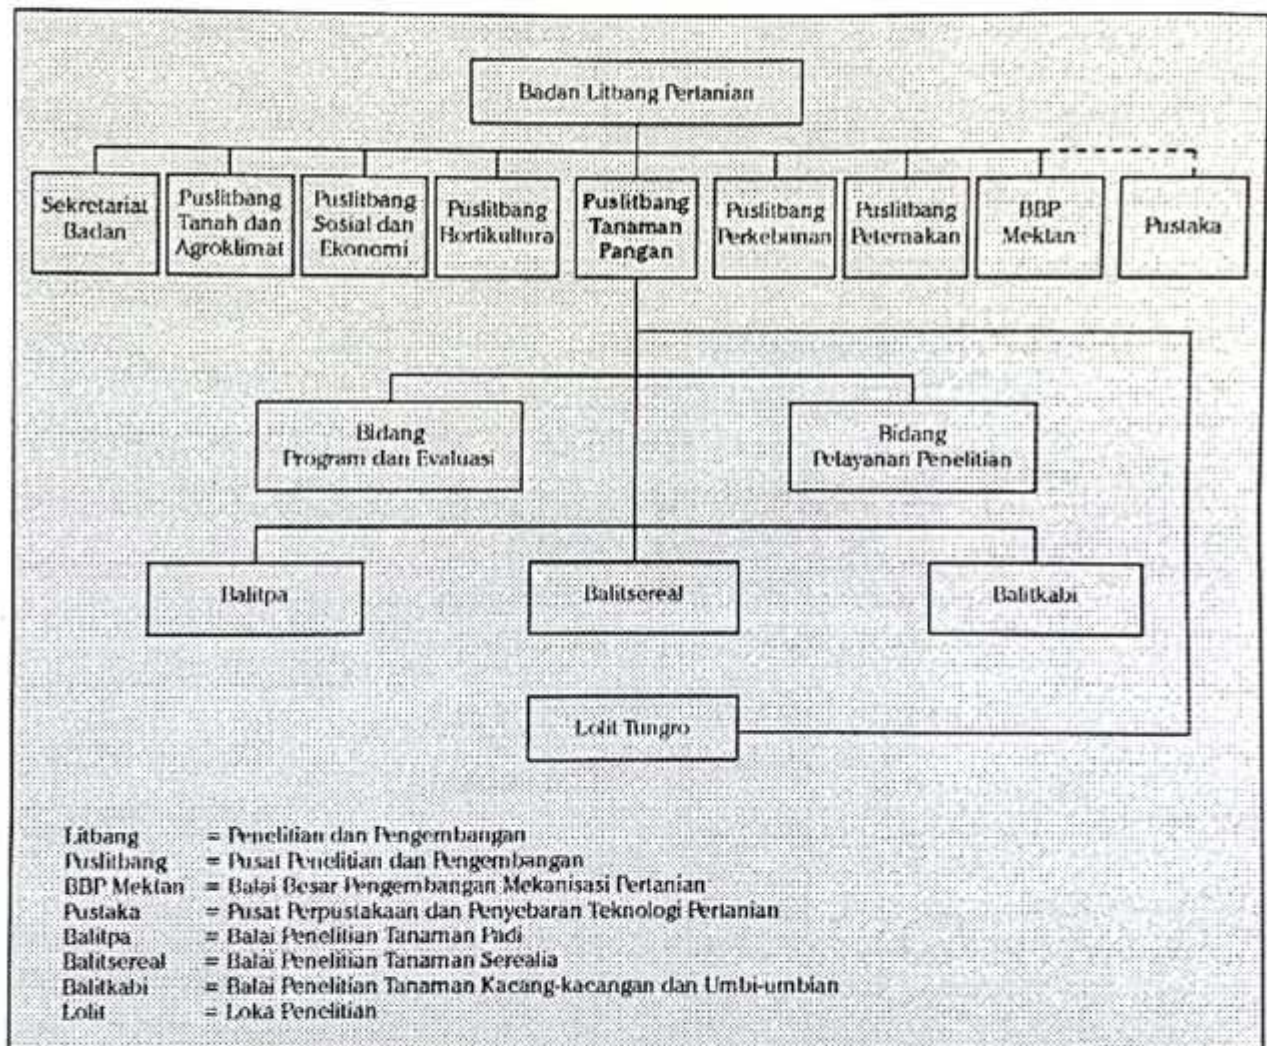 Badan Litbang Pertanian
Sekretariat
Badan
Puslitbang
Tanah dan
Agroklimat
Puslitbang
Sosial dan
Ekonomi
Puslitbang
Hortikultura
Puslitbang
Tanaman
Pangan
Puslitbang
Perkebunan
Puslitbang
Peternakan
BBP
Mektan
Pustaka
Bidang
Program dan Evaluasi
Bidang
Pelayanan Penelitian
Balitpa
Balitsereal
Balitkabi
Lolit Tungro
Litbang = Penelitian dan Pengembangan
Puslitbang = Pusat Penelitian dan Pengembangan
BBP Mektan = Balai Besar Pengembangan Mekanisasi Pertanian
Pustaka = Pusat Perpustakaan dan Penyebaran Teknologi Pertanian
Balitpa = Balai Penelitian Tanaman Padi
Balitsereal = Balai Penelitian Tanaman Serealia
Balitkabi = Balai Penelitian Tanaman Kacang-kacangan dan Umbi-umbian
Lolit = Loka Penelitian